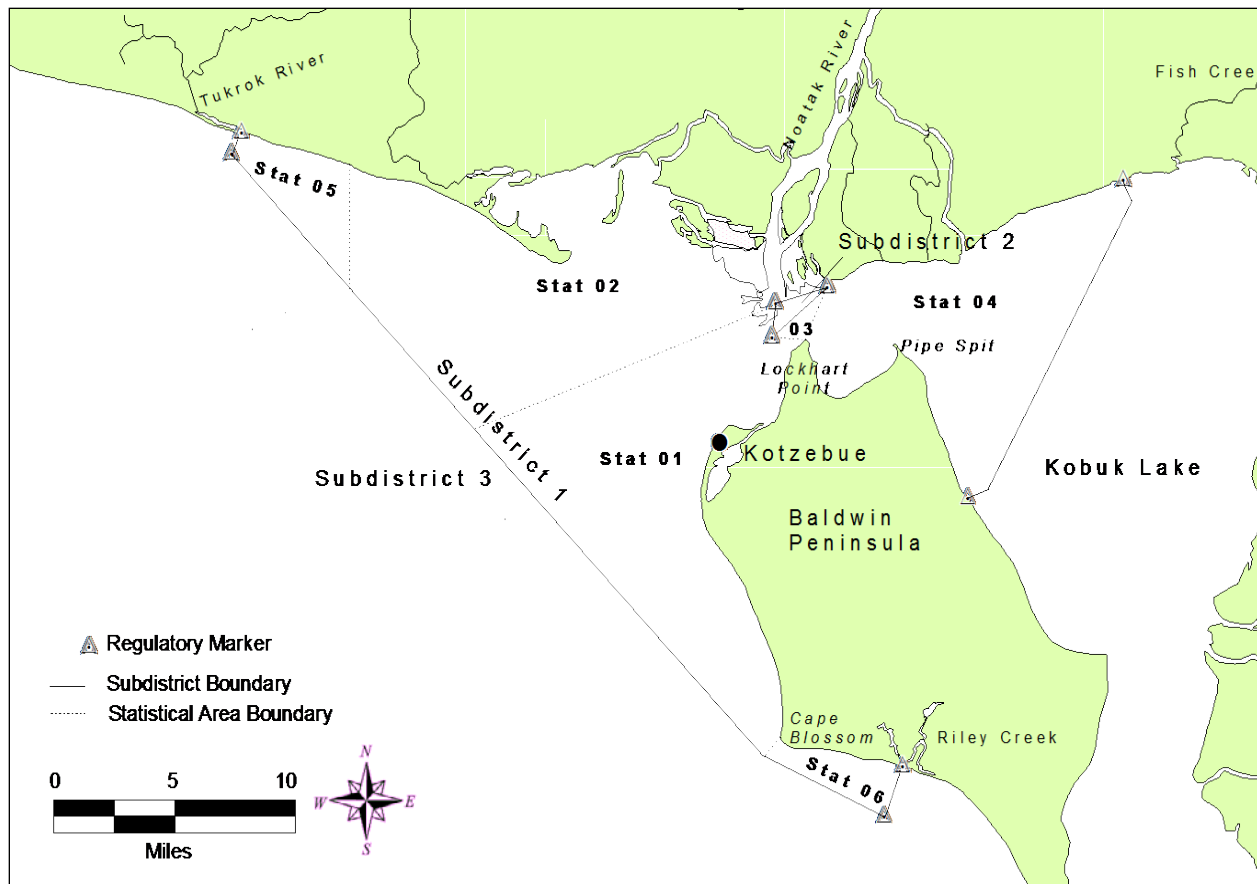 Tukrok River
Noatak River
Fish Cree
Stat 05
Subdistrict 2
Stat 02
Stat 04
03
Pipe Spit
Lockhart
Point
Subdistrict 1
Stat 01
Kotzebue
Subdistrict 3
Kobuk Lake
Baldwin
Peninsula
Regulatory Marker
Subdistrict Boundary
Statistical Area Boundary
Cape
Blossom
Riley Creek
Stat 06
N
W
E
S
0
5
10
Miles